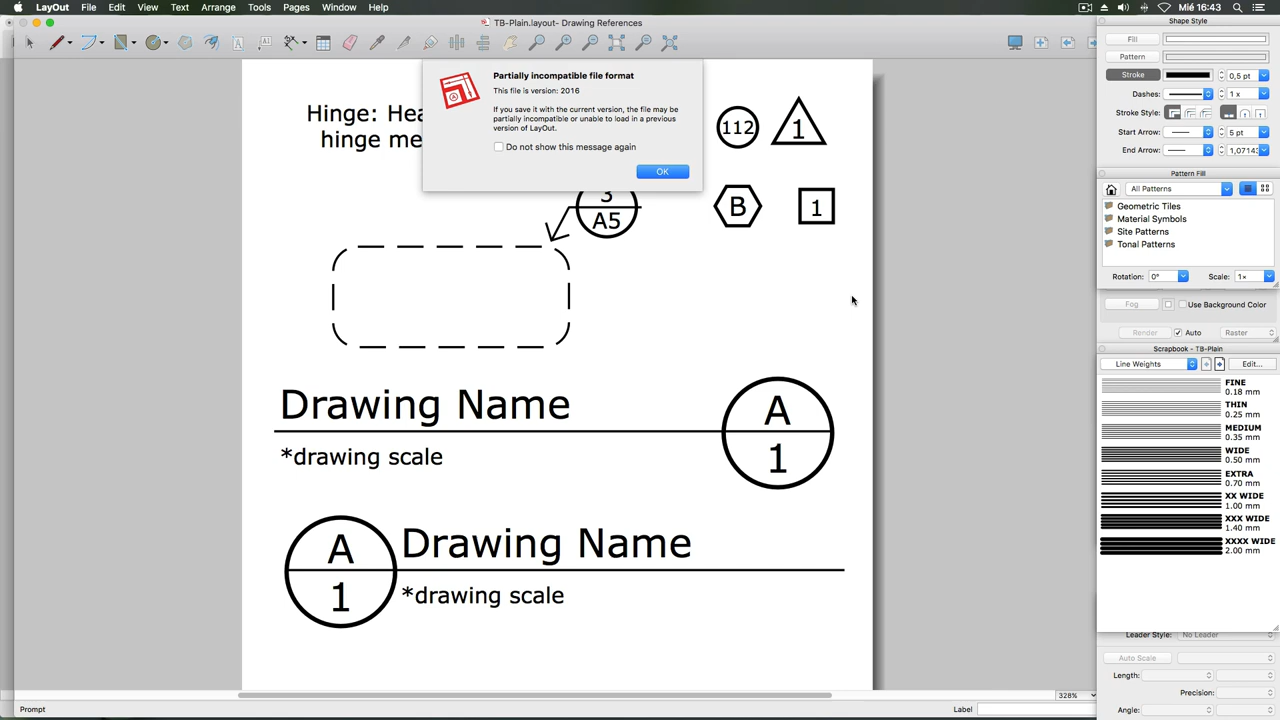 LayOut File Edit View Text Arrange Tools Pages Window Help
Mié 16:43
TB-Plain.layout- Drawing References
Shape Style
Fill
Pattern
Stroke
0,5 pt
Dashes:
1 x
Stroke Style:
Start Arrow:
5 pt
End Arrow:
1,0714
Pattern Fill
All Patterns
Geometric Tiles
Material Symbols
Site Patterns
Tonal Patterns
Rotation: 0° Scale: 1x
Fog
Use Background Color
Render
Auto
Raster
Scrapbook - TB-Plain
Line Weights
Edit...
FINE
0.18 mm
THIN
0.25 mm
MEDIUM
0.35 mm
WIDE
0.50 mm
EXTRA
0.70 mm
XX WIDE
1.00 mm
XXX WIDE
1.40 mm
XXXX WIDE
2.00 mm
Leader Style: No Leader
Auto Scale
Length:
Precision:
Angle:
Partially incompatible file format
This file is version: 2016
If you save it with the current version, the file may be
partially incompatible or unable to load in a previous
version of LayOut.
Do not show this message again
OK
Hinge: Hea
hinge me
112
1
3
A5
B
1
Drawing Name
*drawing scale
A
1
A
1
Drawing Name
*drawing scale
328%
Prompt
Label